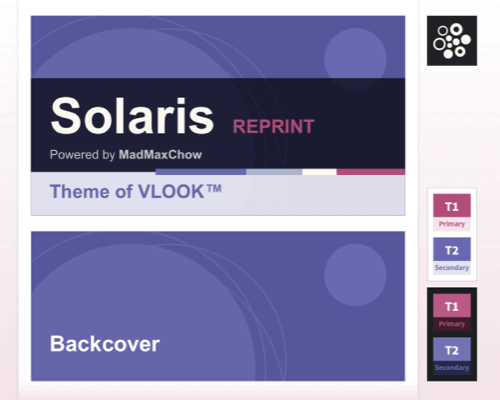 Solaris REPRINT
Powered by MadMaxChow
Theme of VLOOK™
Backcover
T1
Primary
T2
Secondary
T1
Primary
T2
Secondary